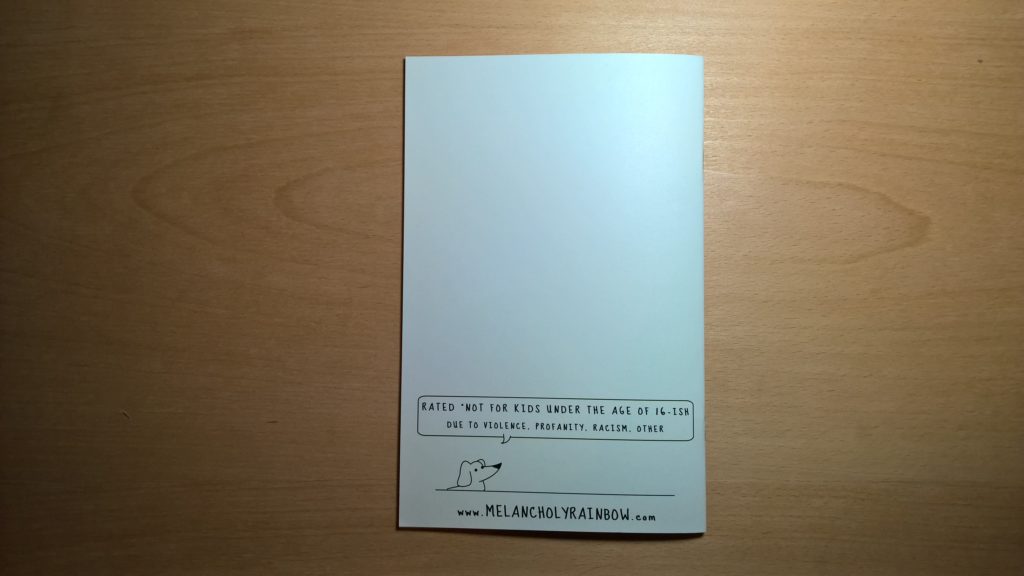 RATED "NOT FOR KIDS UNDER THE AGE OF 16-ISH
DUE TO VIOLENCE, PROFANITY, RACISM, OTHER
www.MELANCHOLYRAINBOW.com